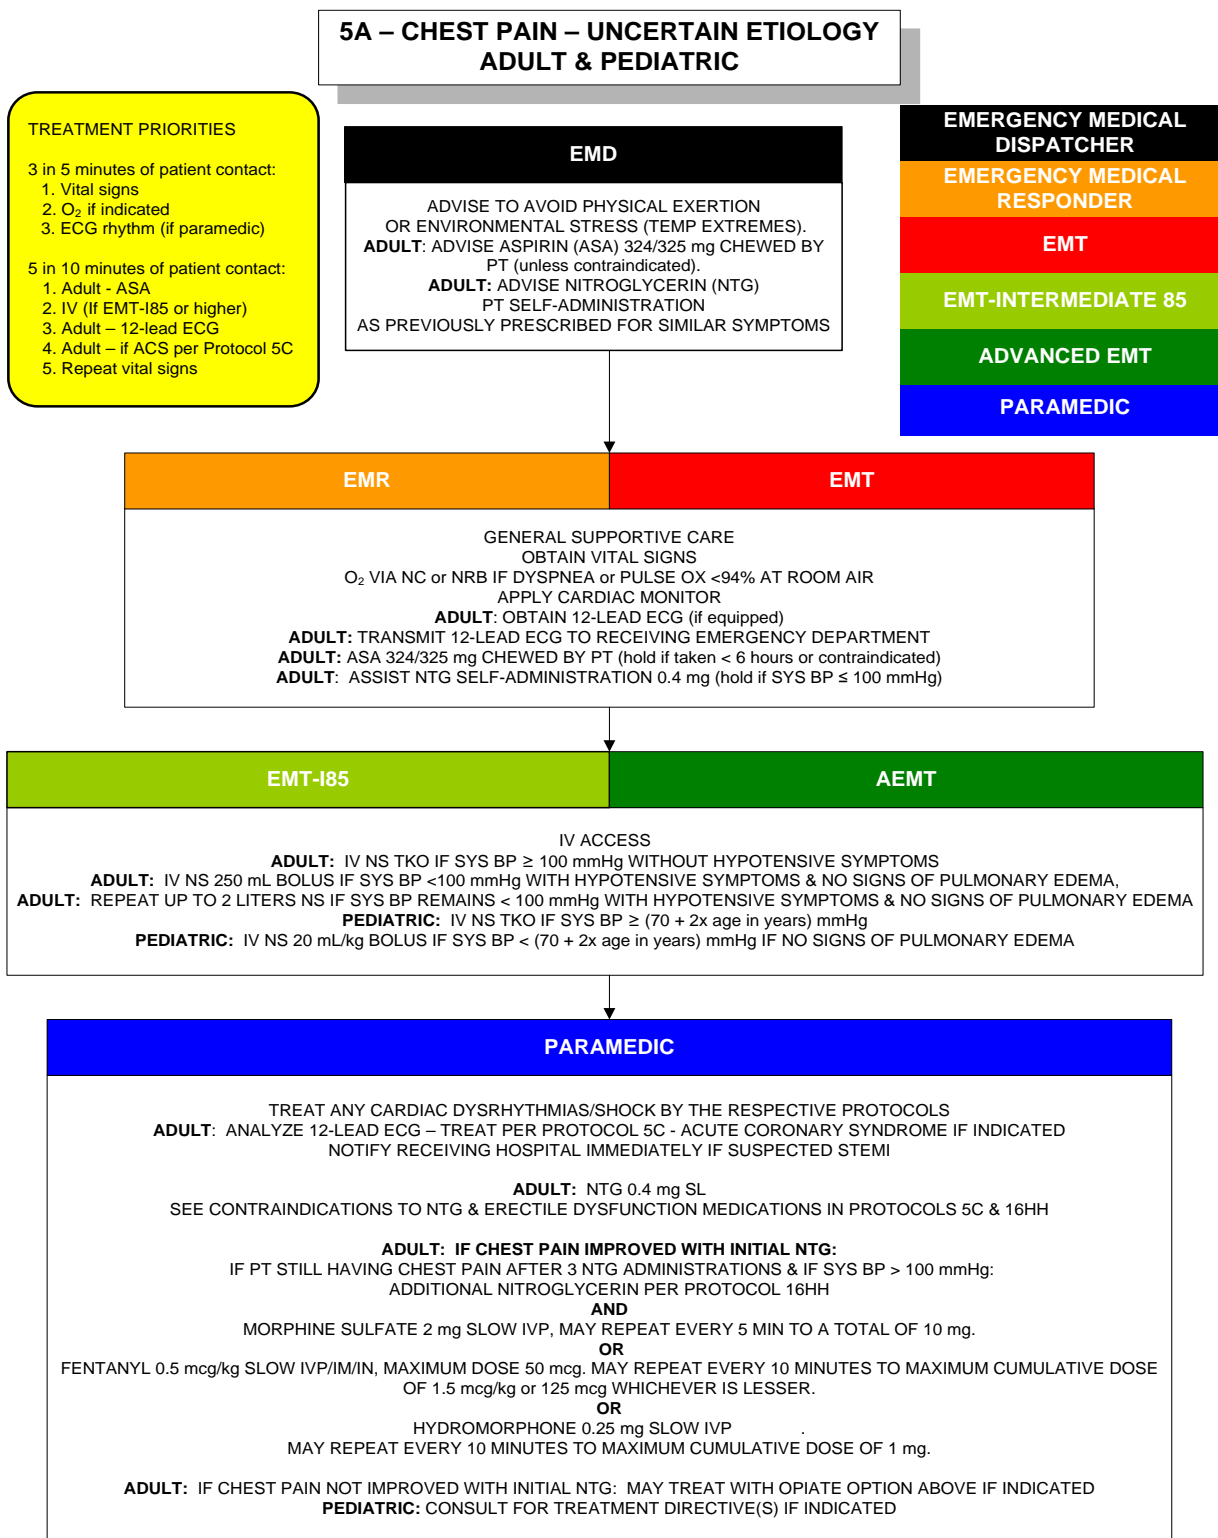 5A – CHEST PAIN – UNCERTAIN ETIOLOGY
ADULT & PEDIATRIC
TREATMENT PRIORITIES
3 in 5 minutes of patient contact:
1. Vital signs
2. O₂ if indicated
3. ECG rhythm (if paramedic)
5 in 10 minutes of patient contact:
1. Adult - ASA
2. IV (If EMT-I85 or higher)
3. Adult – 12-lead ECG
4. Adult – if ACS per Protocol 5C
5. Repeat vital signs
EMD
ADVISE TO AVOID PHYSICAL EXERTION
OR ENVIRONMENTAL STRESS (TEMP EXTREMES).
ADULT: ADVISE ASPIRIN (ASA) 324/325 mg CHEWED BY
PT (unless contraindicated).
ADULT: ADVISE NITROGLYCERIN (NTG)
PT SELF-ADMINISTRATION
AS PREVIOUSLY PRESCRIBED FOR SIMILAR SYMPTOMS
EMERGENCY MEDICAL
DISPATCHER
EMERGENCY MEDICAL
RESPONDER
EMT
EMT-INTERMEDIATE 85
ADVANCED EMT
PARAMEDIC
EMR
EMT
GENERAL SUPPORTIVE CARE
OBTAIN VITAL SIGNS
O₂ VIA NC or NRB IF DYSPNEA or PULSE OX <94% AT ROOM AIR
APPLY CARDIAC MONITOR
ADULT: OBTAIN 12-LEAD ECG (if equipped)
ADULT: TRANSMIT 12-LEAD ECG TO RECEIVING EMERGENCY DEPARTMENT
ADULT: ASA 324/325 mg CHEWED BY PT (hold if taken < 6 hours or contraindicated)
ADULT: ASSIST NTG SELF-ADMINISTRATION 0.4 mg (hold if SYS BP ≤ 100 mmHg)
EMT-I85
AEMT
IV ACCESS
ADULT: IV NS TKO IF SYS BP ≥ 100 mmHg WITHOUT HYPOTENSIVE SYMPTOMS
ADULT: IV NS 250 mL BOLUS IF SYS BP <100 mmHg WITH HYPOTENSIVE SYMPTOMS & NO SIGNS OF PULMONARY EDEMA,
ADULT: REPEAT UP TO 2 LITERS NS IF SYS BP REMAINS < 100 mmHg WITH HYPOTENSIVE SYMPTOMS & NO SIGNS OF PULMONARY EDEMA
PEDIATRIC: IV NS TKO IF SYS BP ≥ (70 + 2x age in years) mmHg
PEDIATRIC: IV NS 20 mL/kg BOLUS IF SYS BP < (70 + 2x age in years) mmHg IF NO SIGNS OF PULMONARY EDEMA
PARAMEDIC
TREAT ANY CARDIAC DYSRHYTHMIAS/SHOCK BY THE RESPECTIVE PROTOCOLS
ADULT: ANALYZE 12-LEAD ECG – TREAT PER PROTOCOL 5C - ACUTE CORONARY SYNDROME IF INDICATED
NOTIFY RECEIVING HOSPITAL IMMEDIATELY IF SUSPECTED STEMI
ADULT: NTG 0.4 mg SL
SEE CONTRAINDICATIONS TO NTG & ERECTILE DYSFUNCTION MEDICATIONS IN PROTOCOLS 5C & 16HH
ADULT: IF CHEST PAIN IMPROVED WITH INITIAL NTG:
IF PT STILL HAVING CHEST PAIN AFTER 3 NTG ADMINISTRATIONS & IF SYS BP > 100 mmHg:
ADDITIONAL NITROGLYCERIN PER PROTOCOL 16HH
AND
MORPHINE SULFATE 2 mg SLOW IVP, MAY REPEAT EVERY 5 MIN TO A TOTAL OF 10 mg.
OR
FENTANYL 0.5 mcg/kg SLOW IVP/IM/IN, MAXIMUM DOSE 50 mcg. MAY REPEAT EVERY 10 MINUTES TO MAXIMUM CUMULATIVE DOSE
OF 1.5 mcg/kg or 125 mcg WHICHEVER IS LESSER.
OR
HYDROMORPHONE 0.25 mg SLOW IVP .
MAY REPEAT EVERY 10 MINUTES TO MAXIMUM CUMULATIVE DOSE OF 1 mg.
ADULT: IF CHEST PAIN NOT IMPROVED WITH INITIAL NTG: MAY TREAT WITH OPIATE OPTION ABOVE IF INDICATED
PEDIATRIC: CONSULT FOR TREATMENT DIRECTIVE(S) IF INDICATED